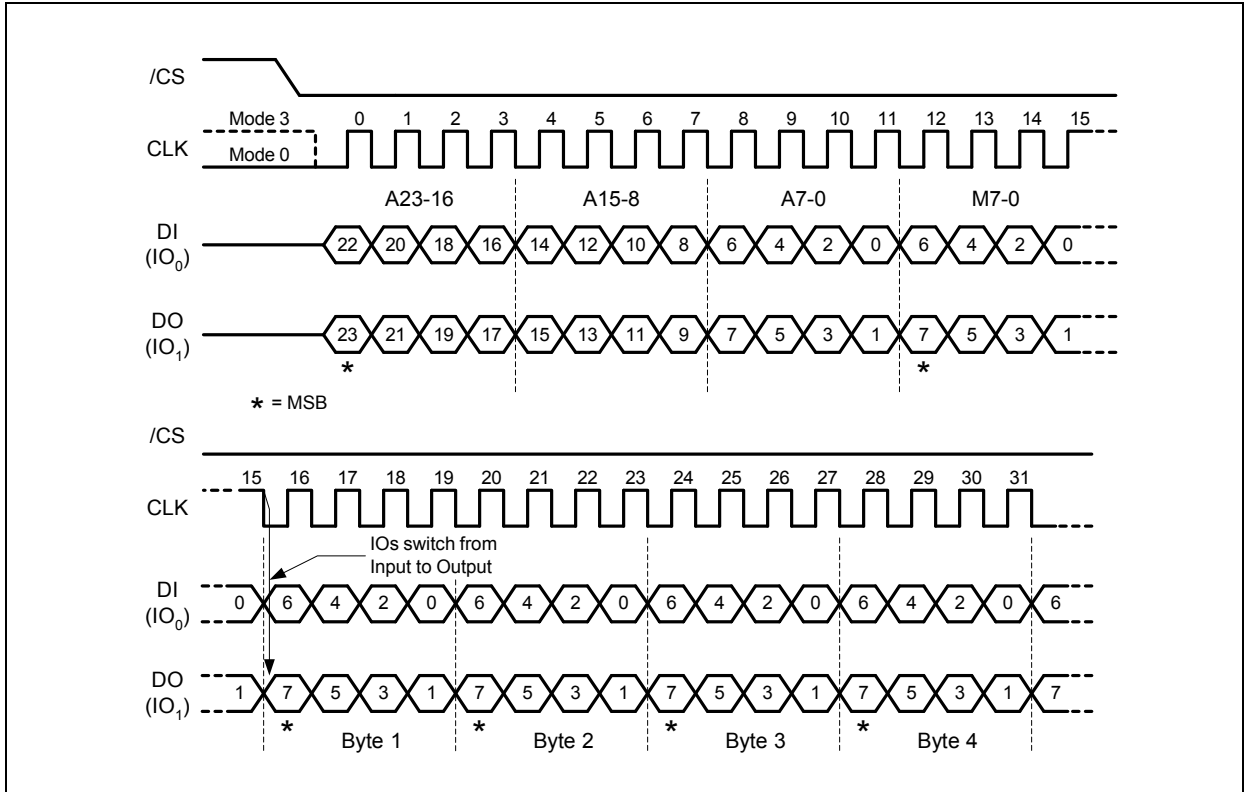 /CS
Mode 3 0 1 2 3 4 5 6 7 8 9 10 11 12 13 14 15
CLK
Mode 0
A23-16 A15-8 A7-0 M7-0
DI
(IO0) 22 20 18 16 14 12 10 8 6 4 2 0 6 4 2 0
DO
(IO1) 23 21 19 17 15 13 11 9 7 5 3 1 7 5 3 1
* *
* = MSB
/CS
15 16 17 18 19 20 21 22 23 24 25 26 27 28 29 30 31
CLK
IOs switch from
Input to Output
DI
(IO0) 0 6 4 2 0 6 4 2 0 6 4 2 0 6 4 2 0 6
DO
(IO1) 1 7 5 3 1 7 5 3 1 7 5 3 1 7 5 3 1 7
* * * *
Byte 1 Byte 2 Byte 3 Byte 4